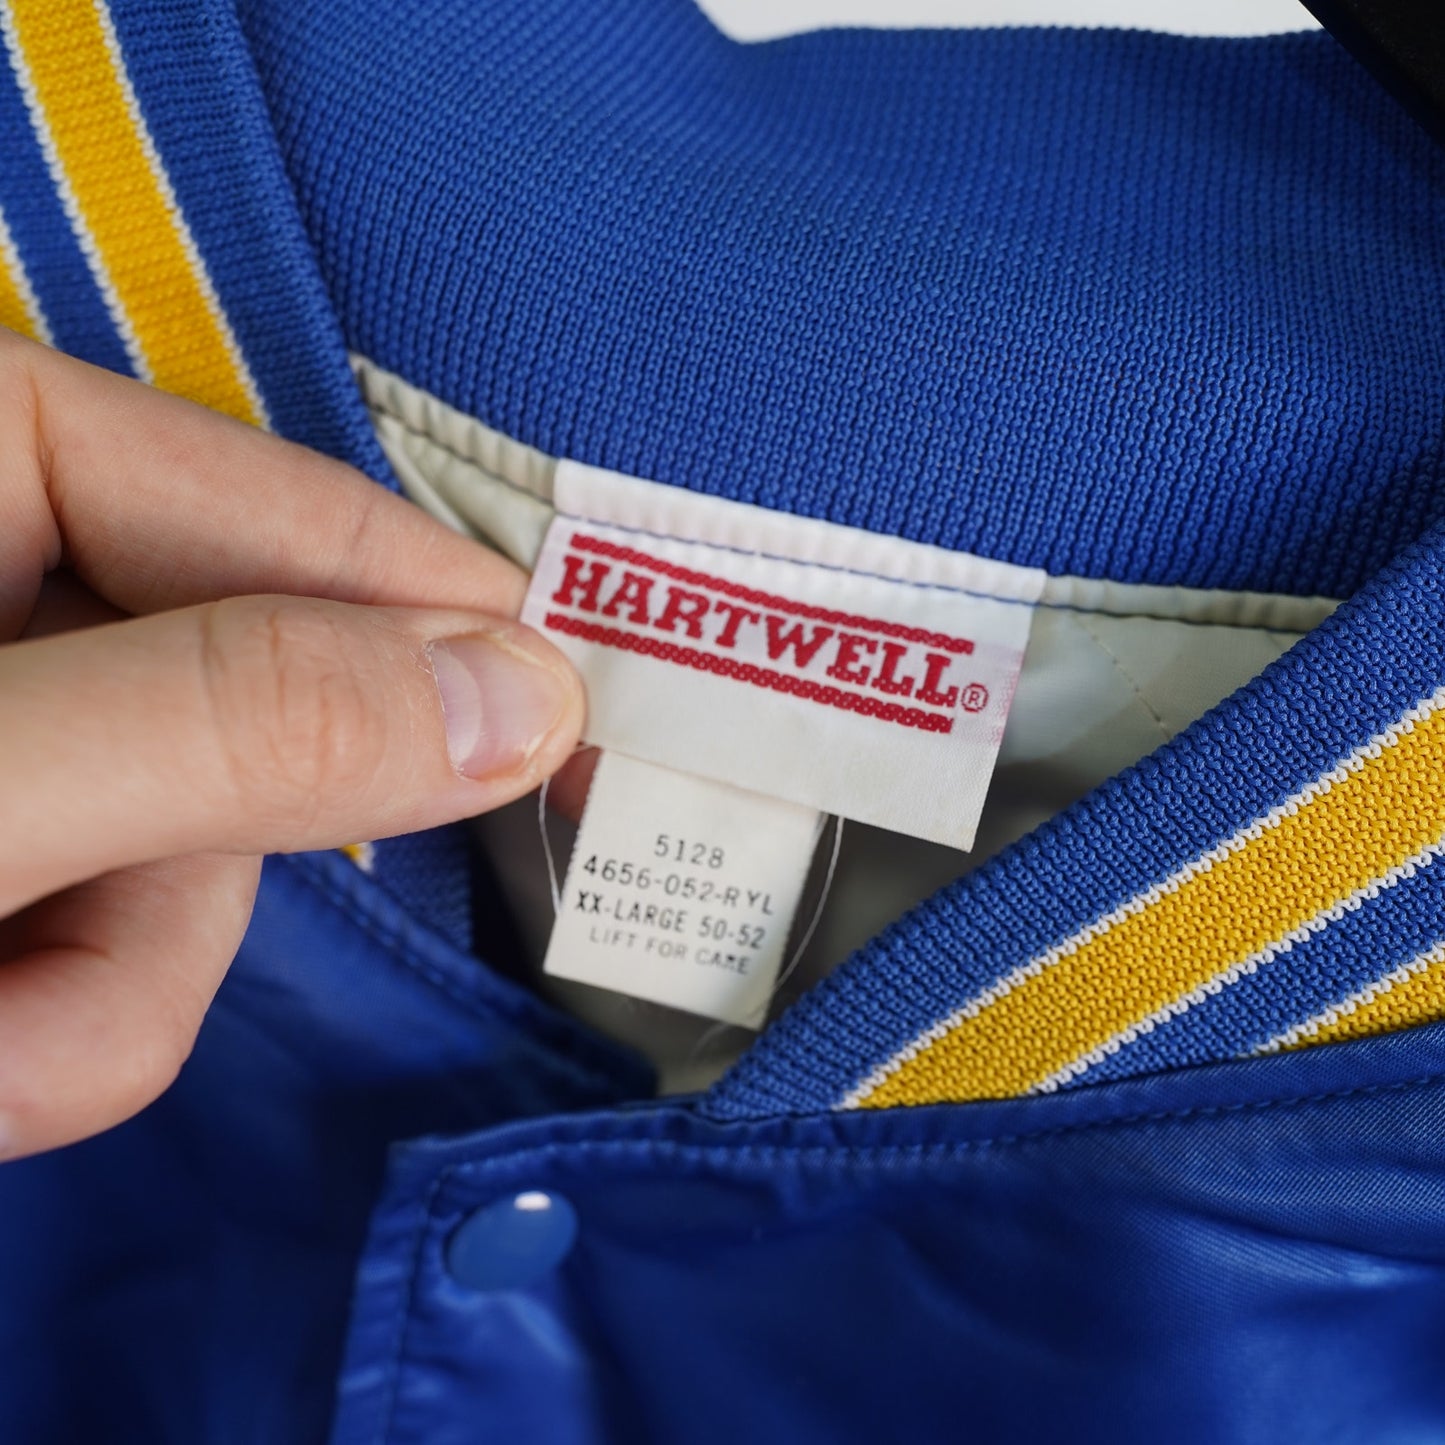 HARTWELL®
5128
4656-052-RYL
XX-LARGE 50-52
LIFT FOR CARE